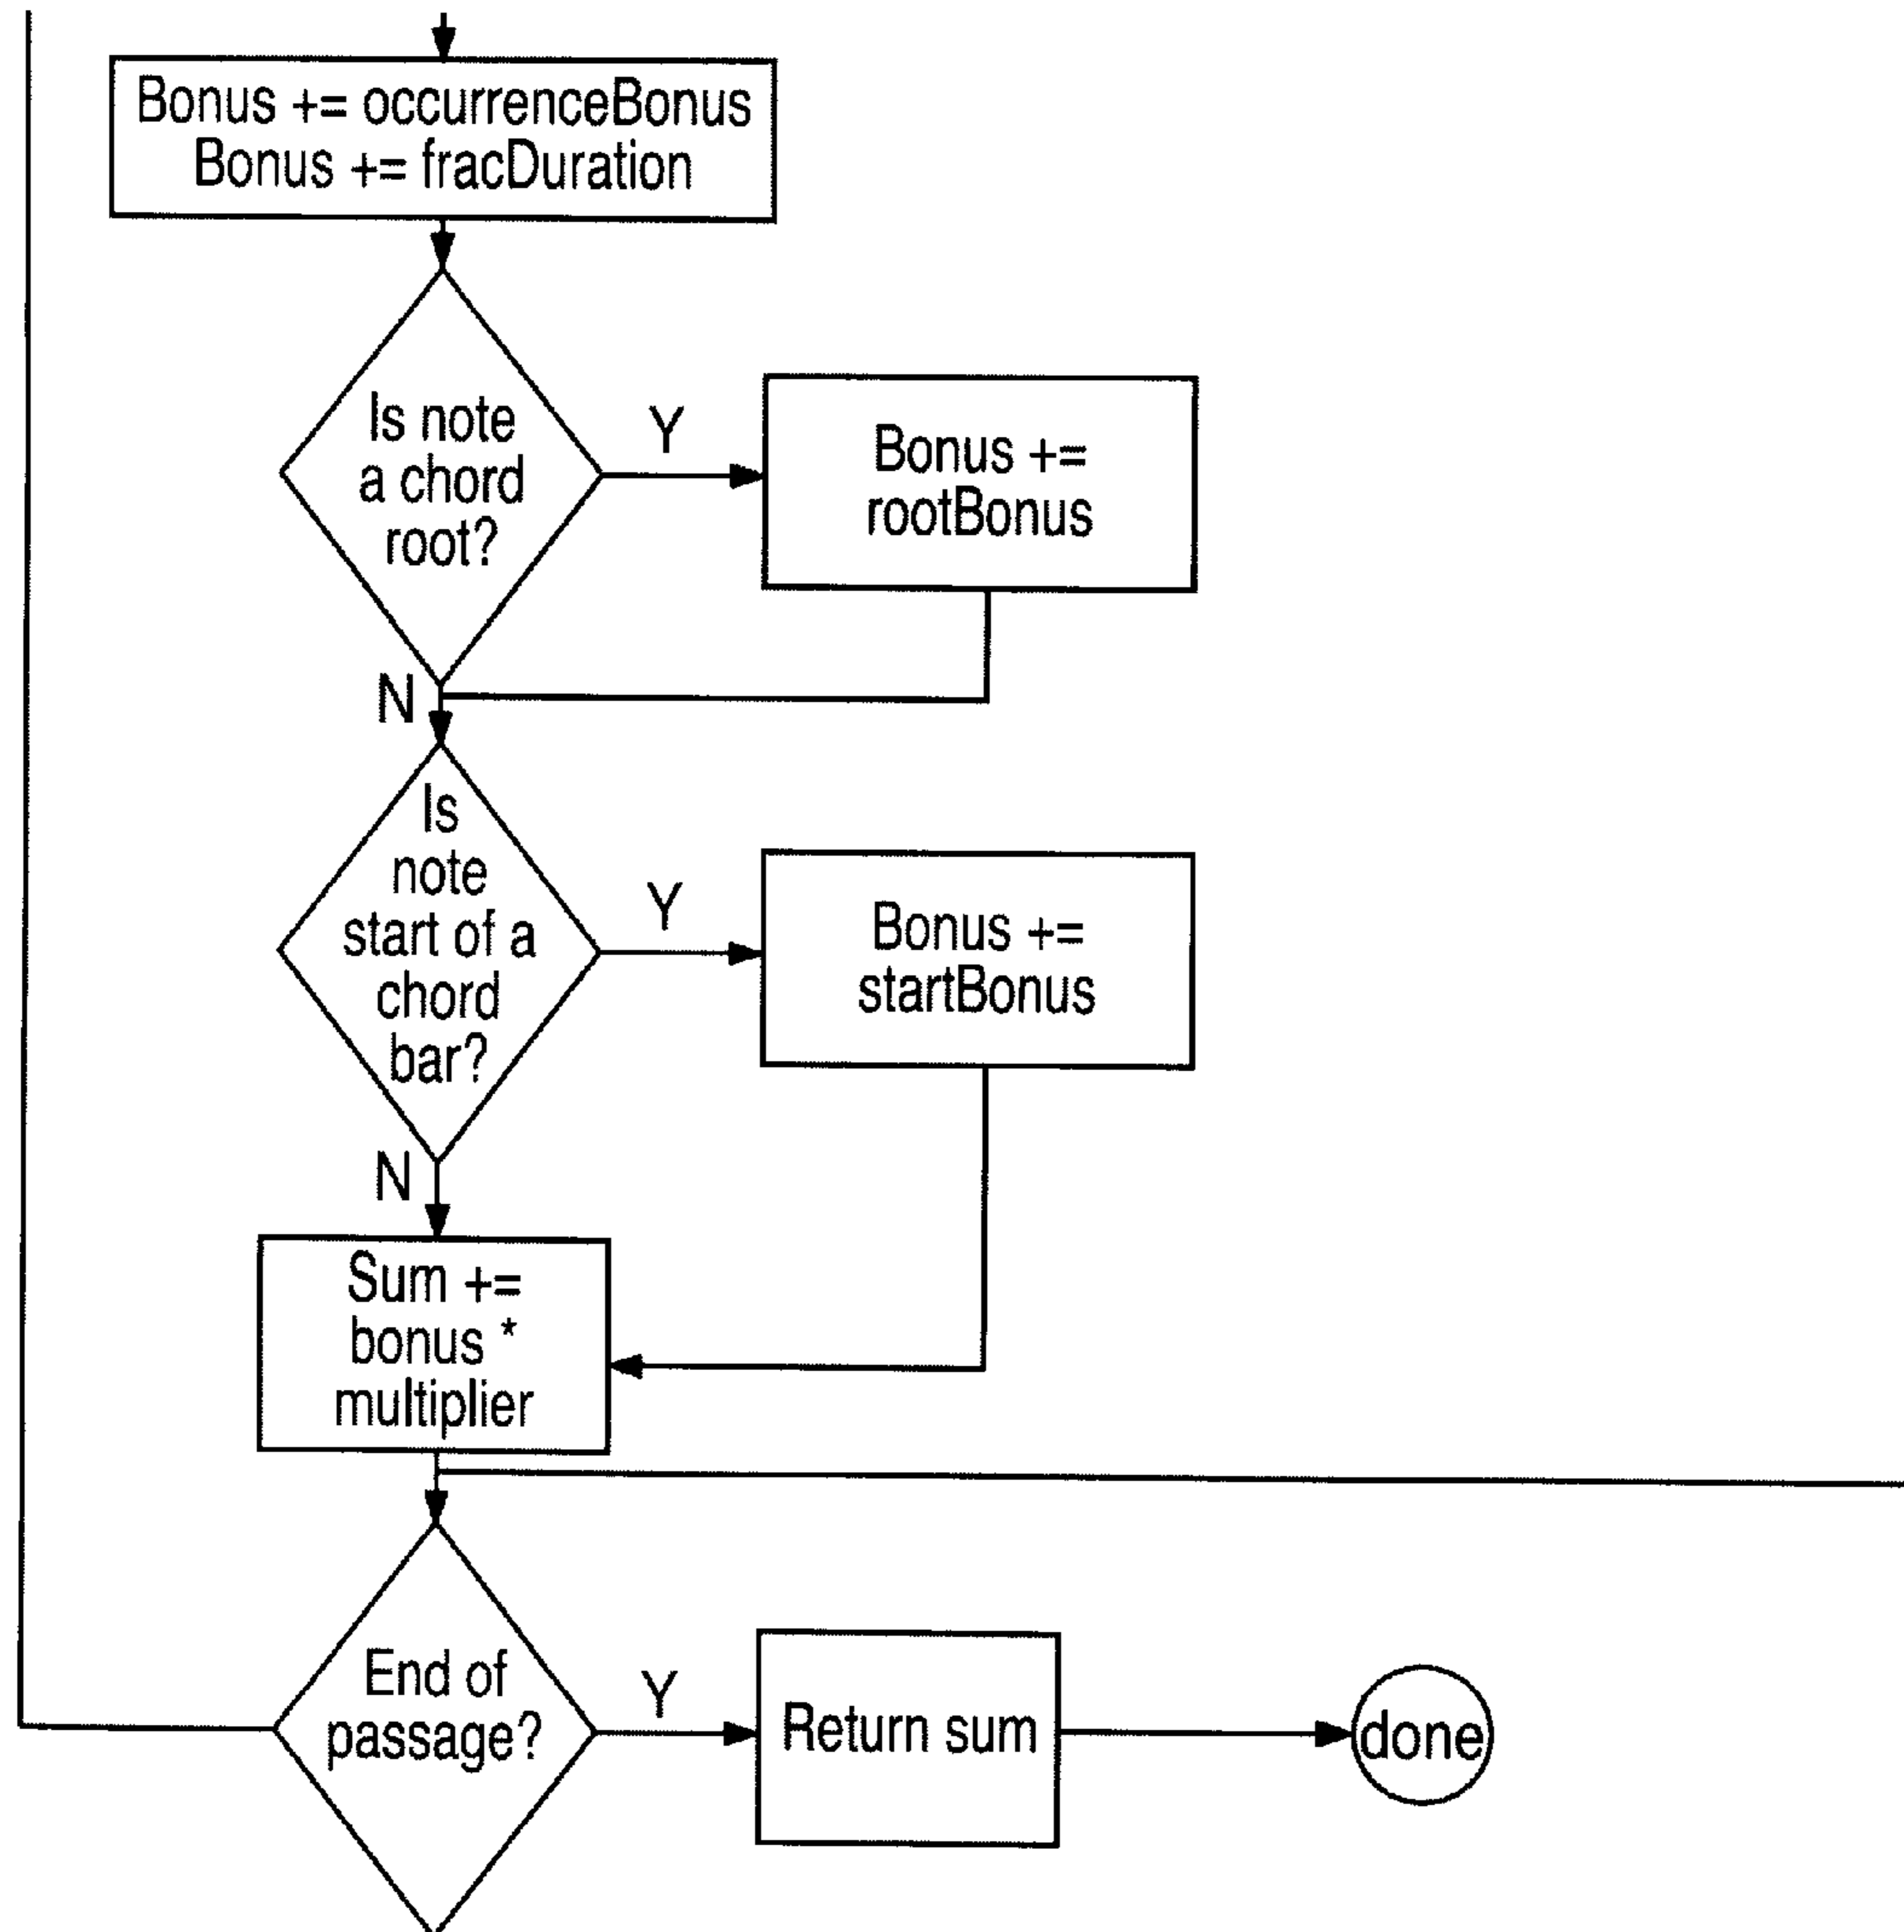 Bonus += occurrenceBonus
Bonus += fracDuration
Is note
a chord
root?
Y
Bonus +=
rootBonus
N
Is
note
start of a
chord
bar?
Y
Bonus +=
startBonus
N
Sum +=
bonus *
multiplier
End of
passage?
Y
Return sum
done